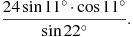 24 sin 11° · cos 11°
sin 22° .